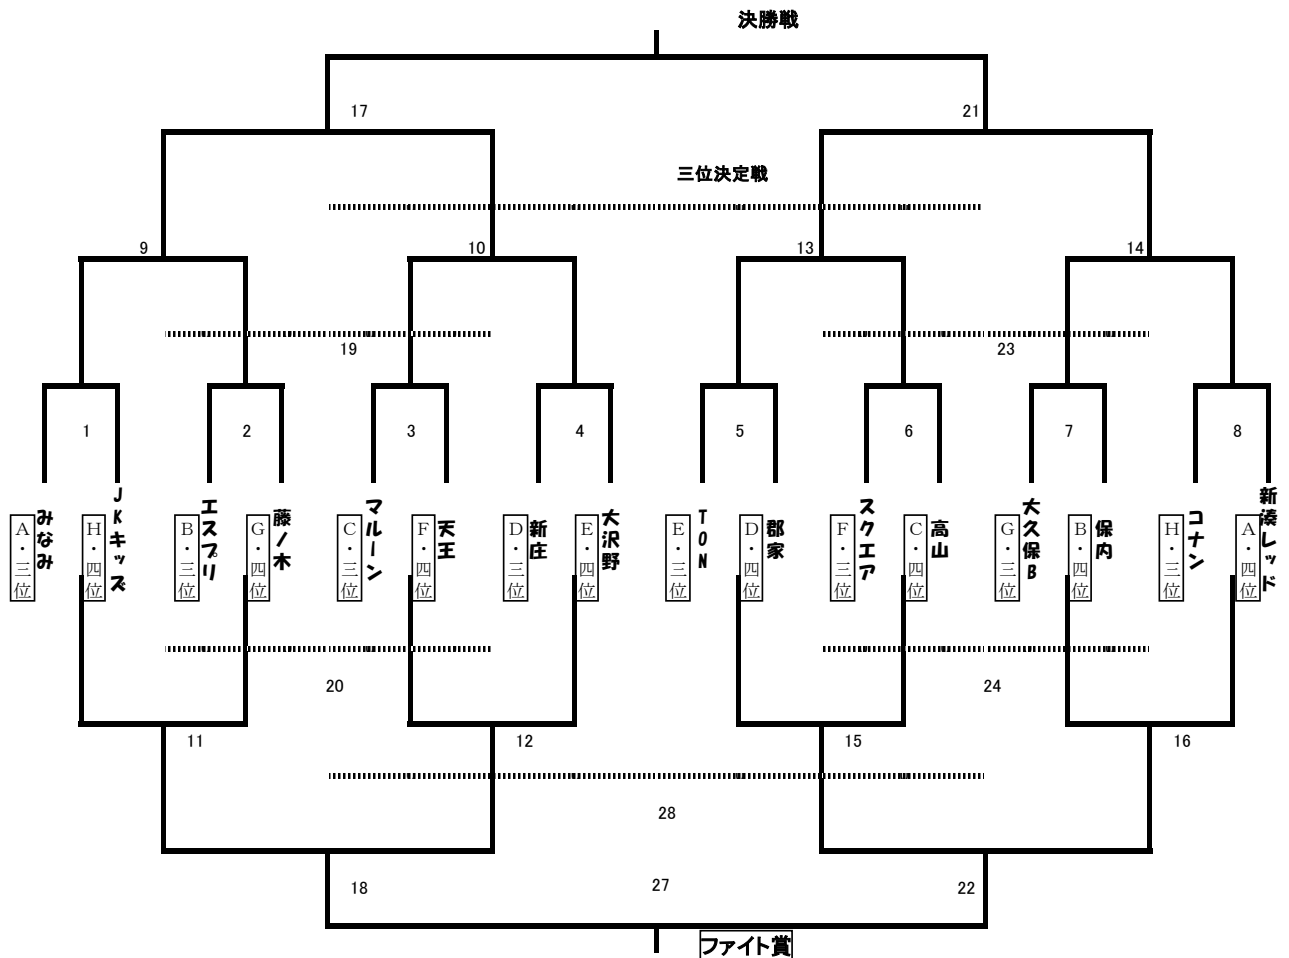 決勝戦
17
21
三位決定戦
9
10
13
14
19
23
1
2
3
4
5
6
7
8
A・三位
みなみ
H・四位
JKキッズ
B・三位
エスプリ
G・四位
藤ノ木
C・三位
マルーン
F・四位
天王
D・三位
新庄
E・四位
大沢野
E・三位
TON
D・四位
郡家
F・三位
スクエア
C・四位
高山
G・三位
大久保B
B・四位
保内
H・三位
コナン
A・四位
新湊レッド
20
24
11
12
15
16
28
18
27
22
ファイト賞